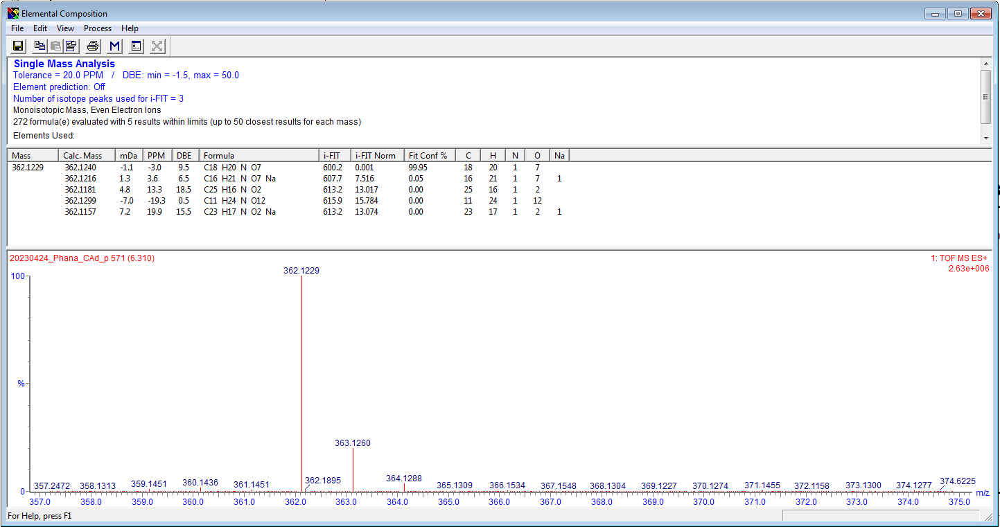 Elemental Composition
File Edit View Process Help
Single Mass Analysis
Tolerance = 20.0 PPM / DBE: min = -1.5, max = 50.0
Element prediction: Off
Number of isotope peaks used for i-FIT = 3
Monoisotopic Mass, Even Electron Ions
272 formula(e) evaluated with 5 results within limits (up to 50 closest results for each mass)
Elements Used:
Mass Calc. Mass mDa PPM DBE Formula i-FIT i-FIT Norm Fit Conf % C H N O Na
362.1229 362.1240 -1.1 -3.0 9.5 C18 H20 N O7 600.2 0.001 99.95 18 20 1 7
362.1216 1.3 3.6 6.5 C16 H21 N O7 Na 607.7 7.516 0.05 16 21 1 7 1
362.1181 4.8 13.3 18.5 C25 H16 N O2 613.2 13.017 0.00 25 16 1 2
362.1299 -7.0 -19.3 0.5 C11 H24 N O12 615.9 15.784 0.00 11 24 1 12
362.1157 7.2 19.9 15.5 C23 H17 N O2 Na 613.2 13.074 0.00 23 17 1 2 1
20230424_Phana_CAd_p 571 (6.310) 1: TOF MS ES+
2.63e+006
362.1229
100
%
363.1260
357.2472 358.1313 359.1451 360.1436 361.1451 362.1895 364.1288 365.1309 366.1534 367.1548 368.1304 369.1227 370.1274 371.1455 372.1158 373.1300 374.1277 374.6225
0
m/z
357.0 358.0 359.0 360.0 361.0 362.0 363.0 364.0 365.0 366.0 367.0 368.0 369.0 370.0 371.0 372.0 373.0 374.0 375.0
For Help, press F1